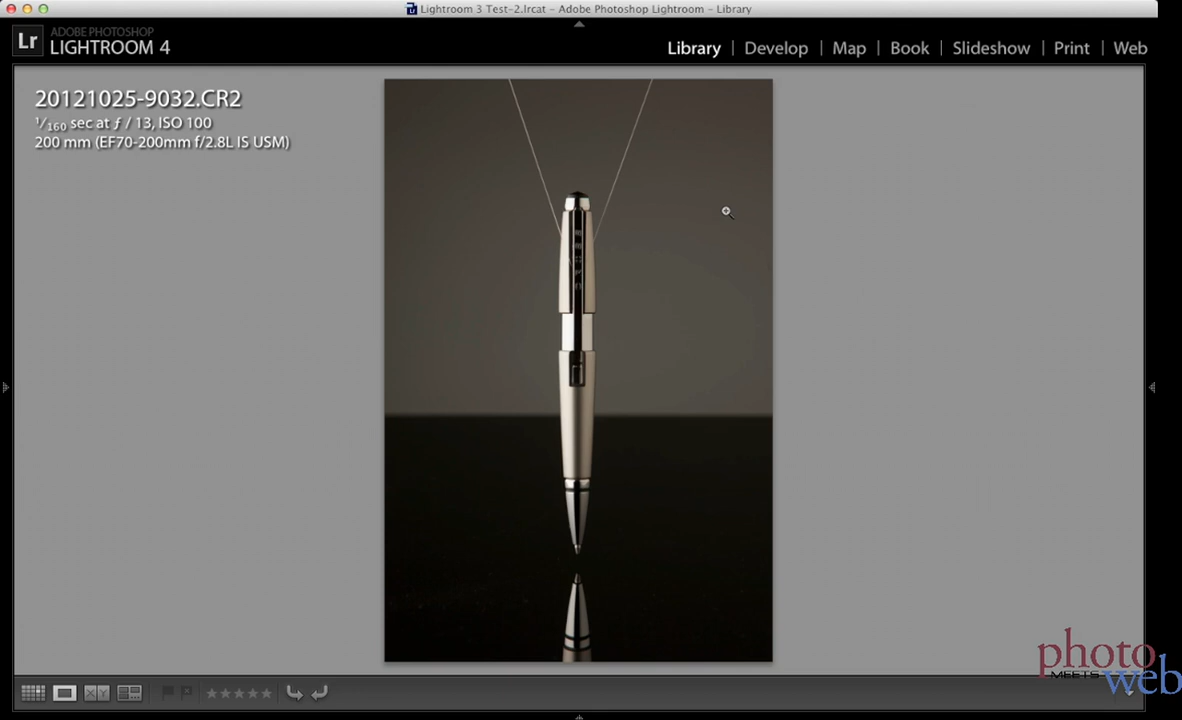 Lightroom 3 Test-2.lrcat - Adobe Photoshop Lightroom - Library
Lr
ADOBE PHOTOSHOP
LIGHTROOM 4
Library | Develop | Map | Book | Slideshow | Print | Web
20121025-9032.CR2
1/160 sec at ƒ / 13, ISO 100
200 mm (EF70-200mm f/2.8L IS USM)
XY
photo
MEETS
web